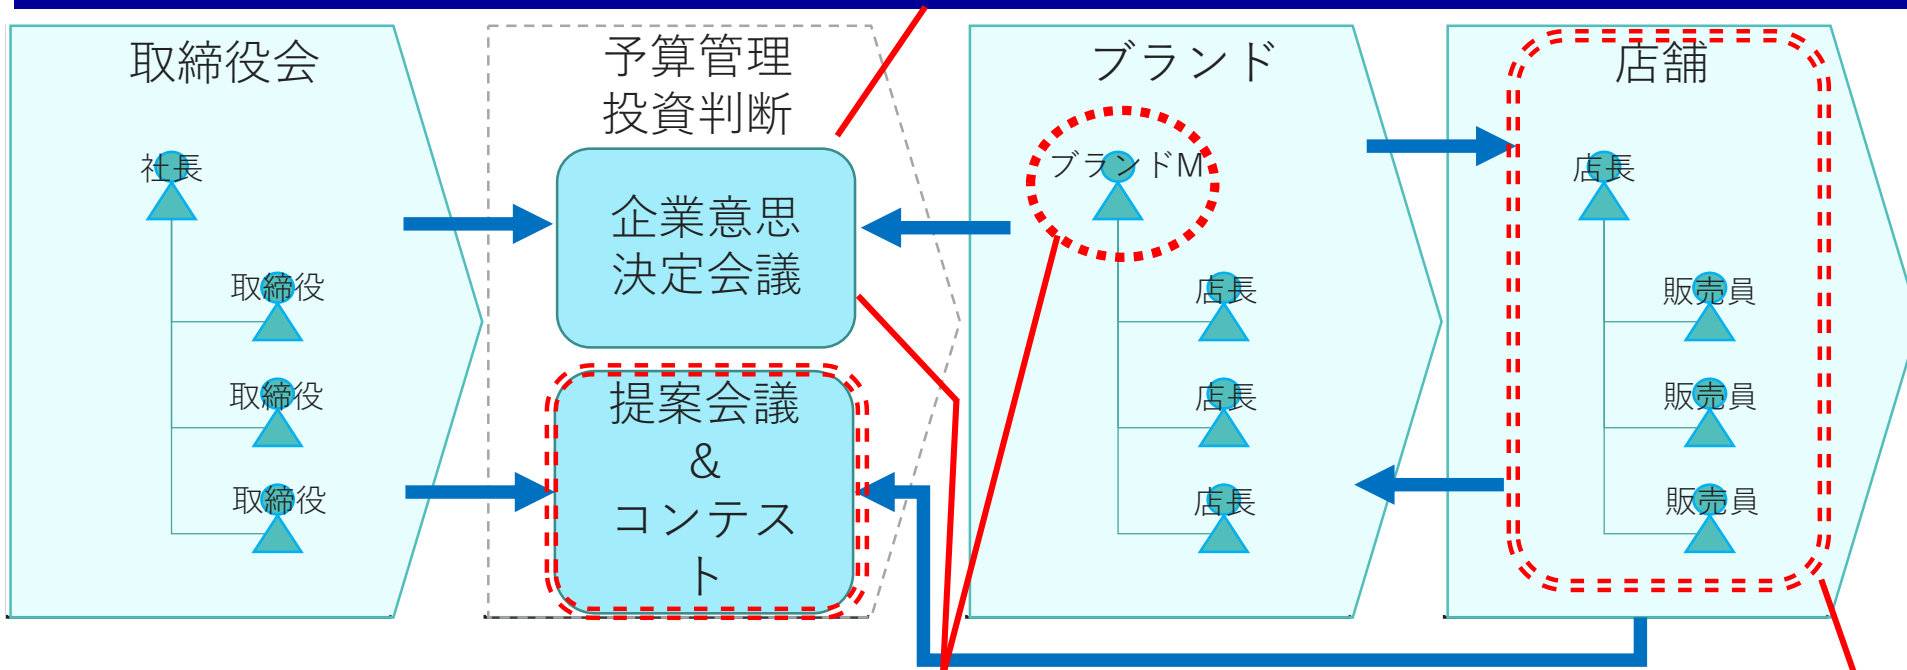 取締役会
社長
取締役
取締役
取締役
予算管理
投資判断
企業意思
決定会議
提案会議
&
コンテス
ト
ブランド
ブランドM
店長
店長
店長
店舗
店長
販売員
販売員
販売員